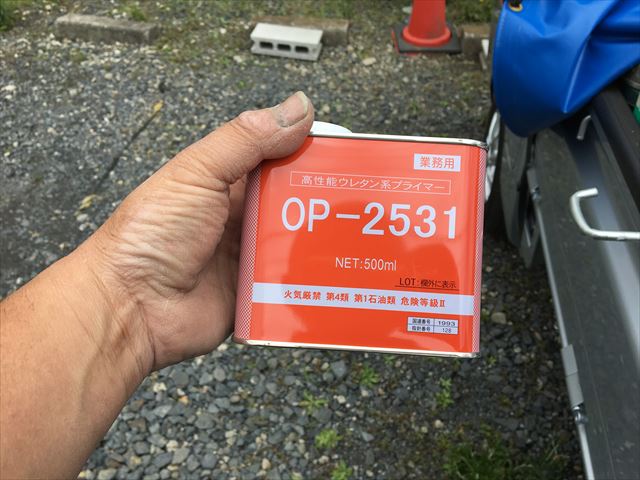 業務用
高性能ウレタン系プライマー
OP-2531
NET:500ml
LOT:欄外に表示
火気厳禁 第4類 第1石油類 危険等級Ⅱ
国連番号 1993
指針番号 128